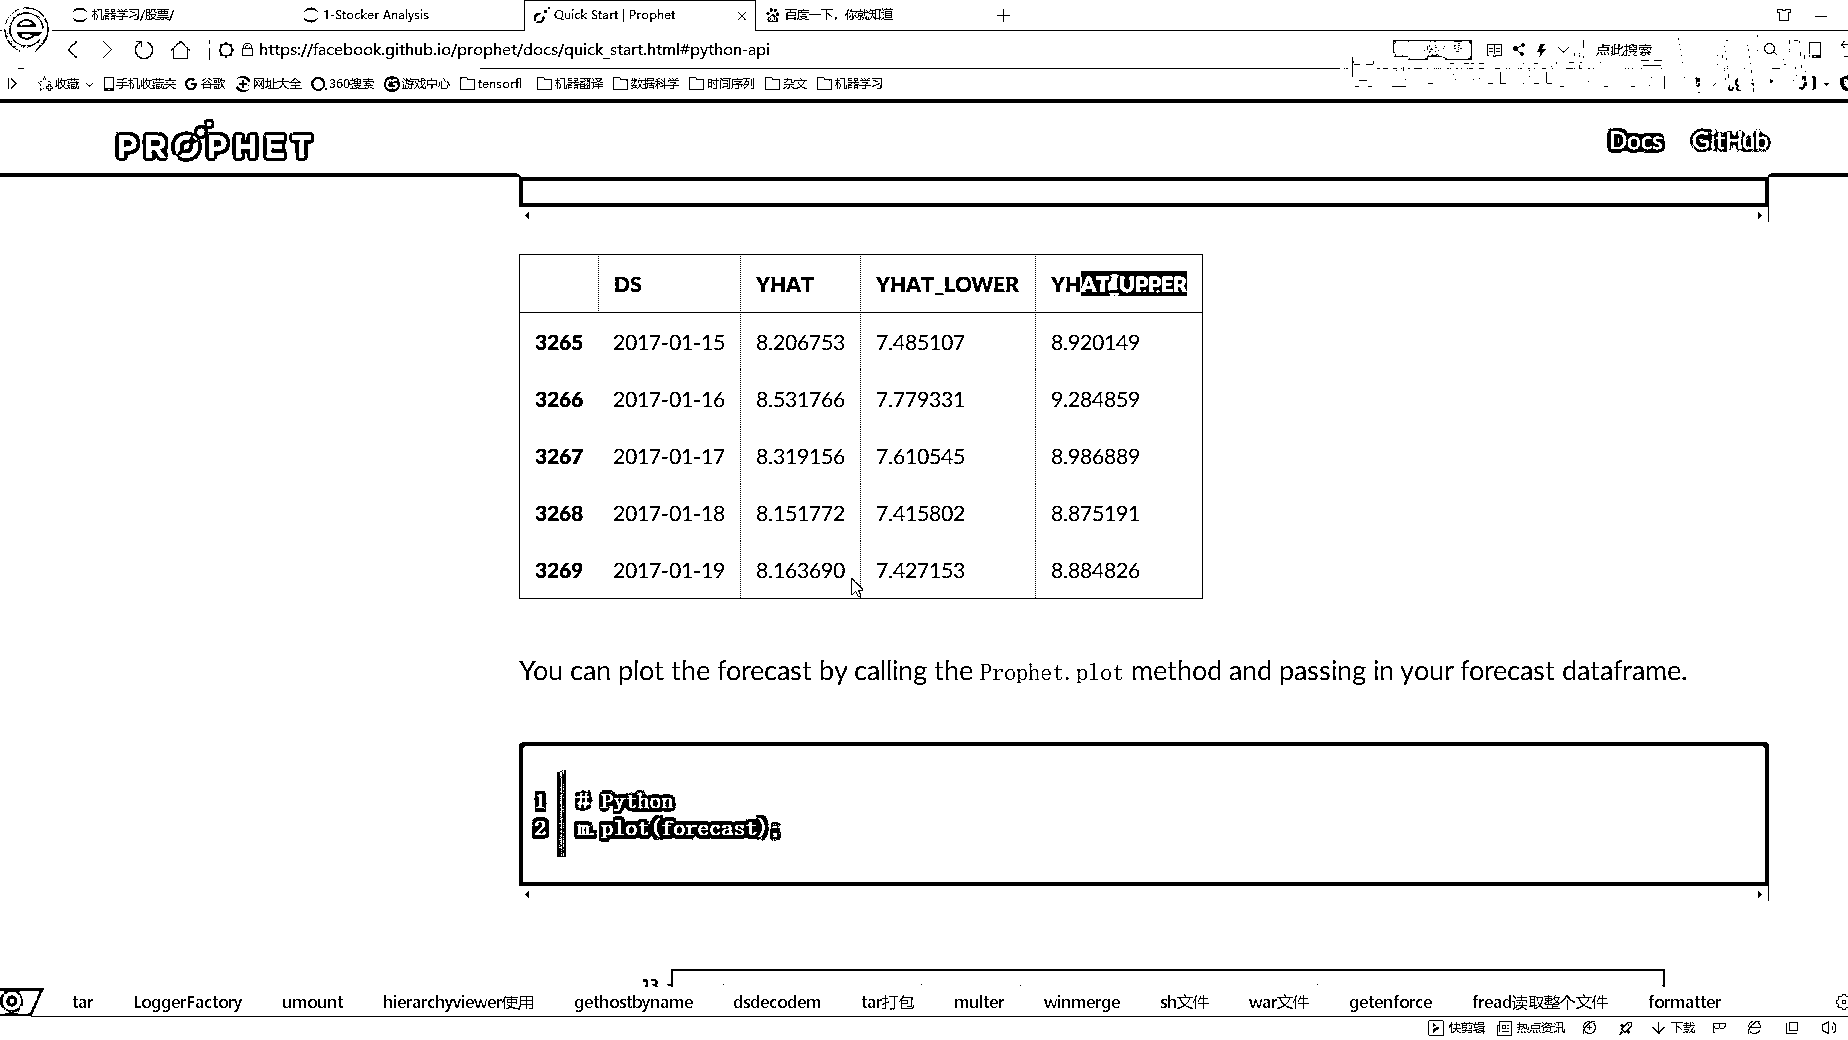 机器学习/股票/ 1-Stocker Analysis Quick Start | Prophet 百度一下，你就知道
https://facebook.github.io/prophet/docs/quick_start.html#python-api 点此搜索
收藏 手机收藏夹 谷歌 网址大全 360搜索 游戏中心 tensorfl 机器翻译 数据科学 时间序列 杂文 机器学习
PROPHET Docs GitHub
DS YHAT YHAT_LOWER YHAT_UPPER
3265 2017-01-15 8.206753 7.485107 8.920149
3266 2017-01-16 8.531766 7.779331 9.284859
3267 2017-01-17 8.319156 7.610545 8.986889
3268 2017-01-18 8.151772 7.415802 8.875191
3269 2017-01-19 8.163690 7.427153 8.884826
You can plot the forecast by calling the Prophet.plot method and passing in your forecast dataframe.
1 # Python
2 m.plot(forecast);
tar LoggerFactory umount hierarchyviewer使用 gethostbyname dsdecodem tar打包 multer winmerge sh文件 war文件 getenforce fread读取整个文件 formatter
快剪辑 热点资讯 下载